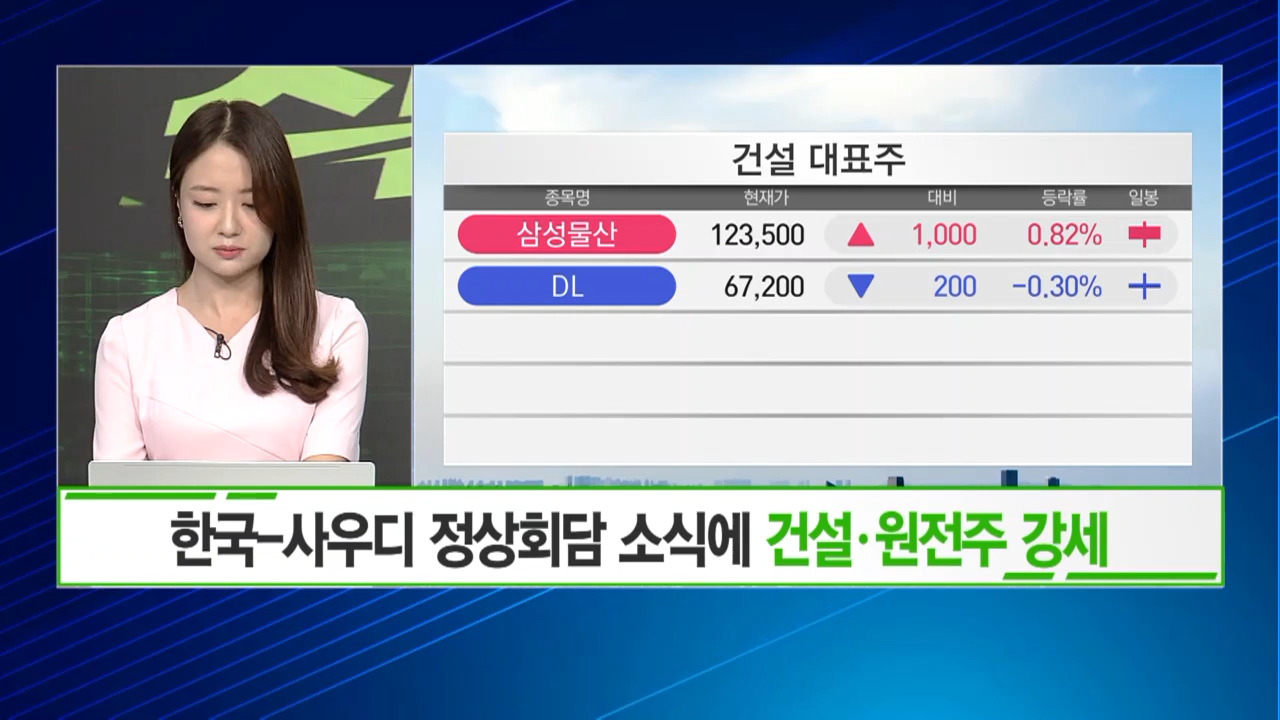 건설 대표주
종목명 현재가 대비 등락률 일봉
삼성물산 123,500 ▲ 1,000 0.82%
DL 67,200 ▼ 200 -0.30%
한국-사우디 정상회담 소식에 건설·원전주 강세